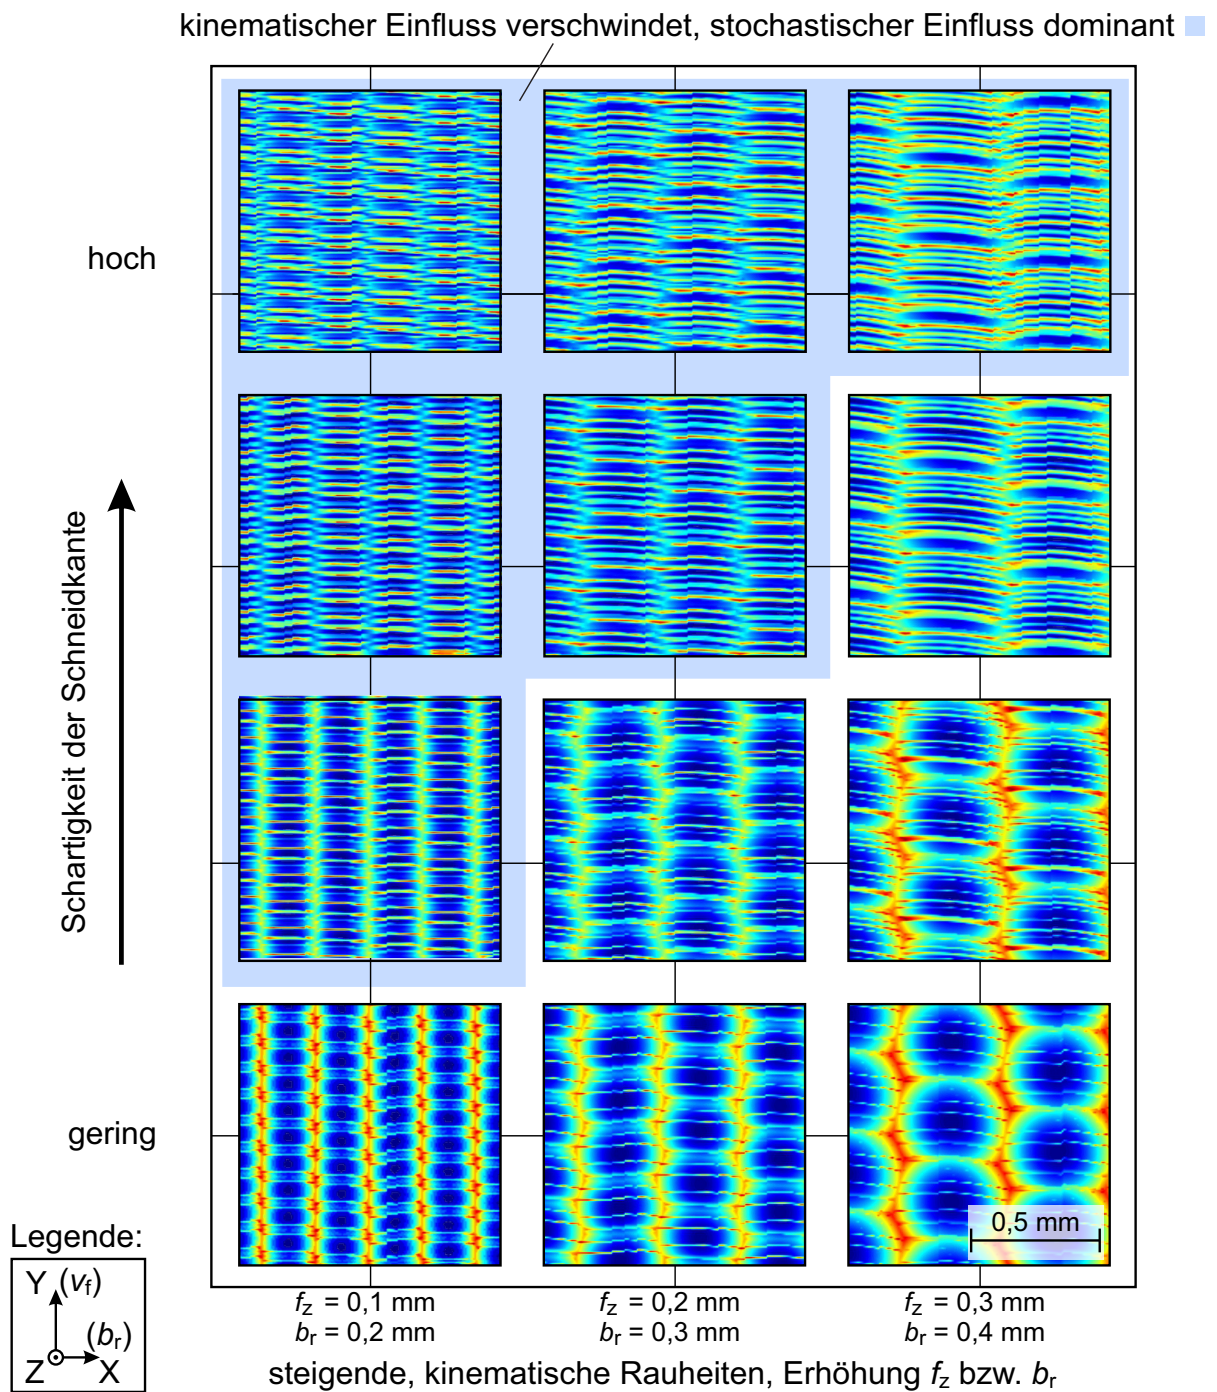 kinematischer Einfluss verschwindet, stochastischer Einfluss dominant
hoch
Schartigkeit der Schneidkante
gering
0,5 mm
Legende:
Y (vf)
(br)
Z X
fz = 0,1 mm
br = 0,2 mm
fz = 0,2 mm
br = 0,3 mm
fz = 0,3 mm
br = 0,4 mm
steigende, kinematische Rauheiten, Erhöhung fz bzw. br